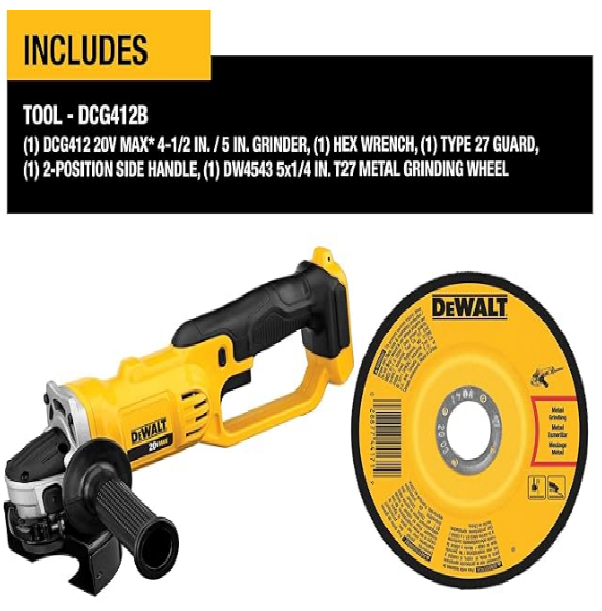 INCLUDES
TOOL - DCG412B
(1) DCG412 20V MAX* 4-1/2 IN. / 5 IN. GRINDER, (1) HEX WRENCH, (1) TYPE 27 GUARD,
(1) 2-POSITION SIDE HANDLE, (1) DW4543 5x1/4 IN. T27 METAL GRINDING WHEEL
DEWALT
20V MAX
DEWALT
Metal
Grinding
Metal
Esmerilar
Meulage
Métal